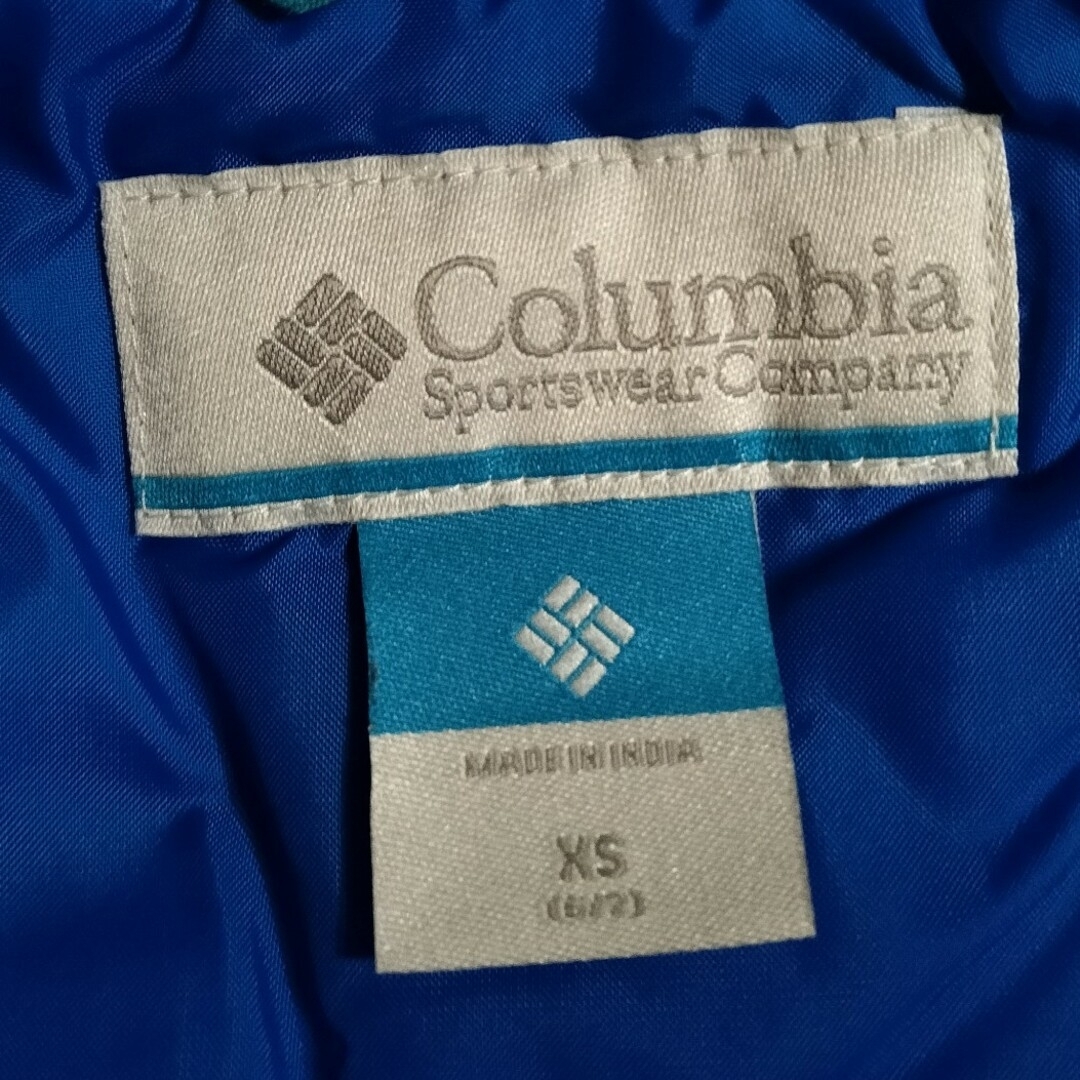 Columbia
Sportswear Company
MADE IN INDIA
XS
(6/7)